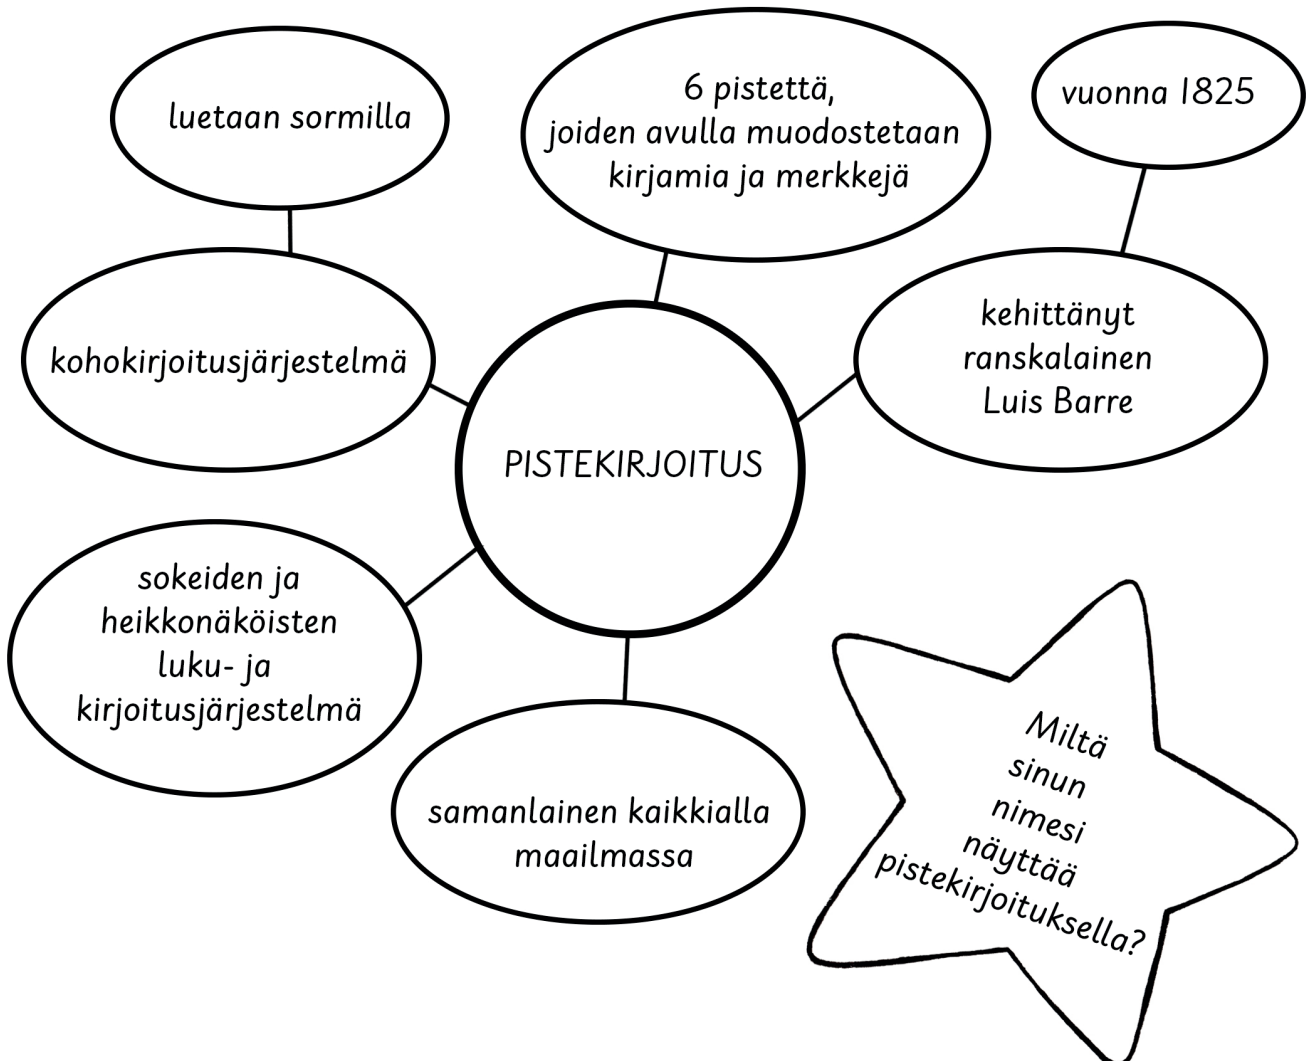 luetaan sormilla
6 pistettä,
joiden avulla muodostetaan
kirjamia ja merkkejä
vuonna 1825
kohokirjoitusjärjestelmä
kehittänyt
ranskalainen
Luis Barre
PISTEKIRJOITUS
sokeiden ja
heikkonäköisten
luku- ja
kirjoitusjärjestelmä
samanlainen kaikkialla
maailmassa
Miltä
sinun
nimesi
näyttää
pistekirjoituksella?